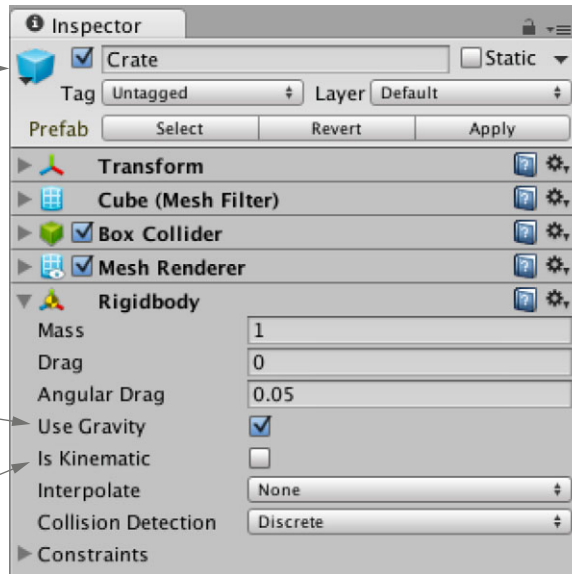 Inspector
Crate Static
Tag Untagged Layer Default
Prefab Select Revert Apply
Transform
Cube (Mesh Filter)
Box Collider
Mesh Renderer
Rigidbody
Mass 1
Drag 0
Angular Drag 0.05
Use Gravity
Is Kinematic
Interpolate None
Collision Detection Discrete
Constraints